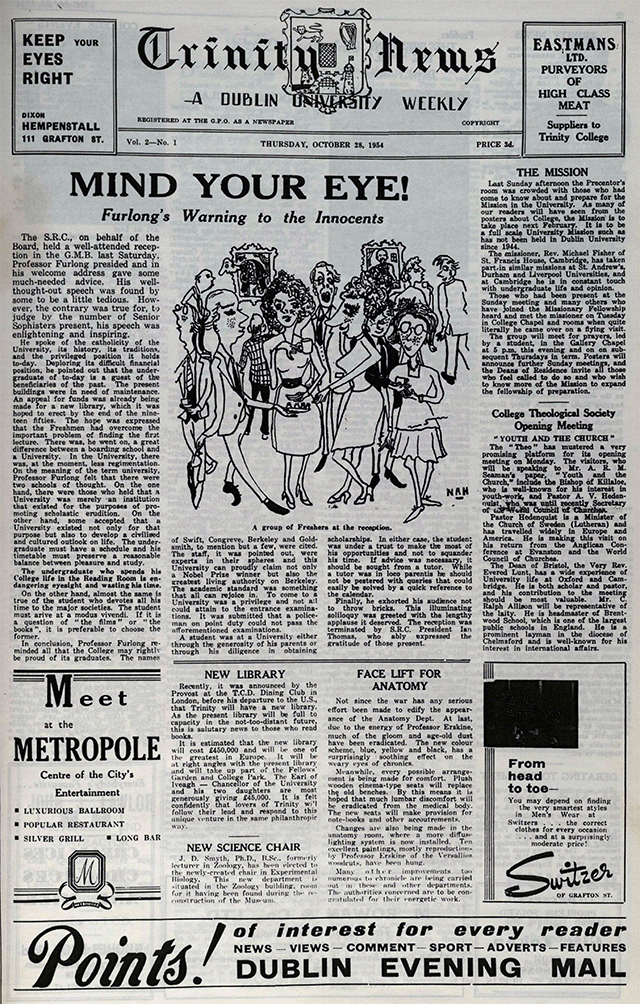 KEEP YOUR
EYES
RIGHT
DIXON
HEMPENSTALL
111 GRAFTON ST.
Trinity News
A DUBLIN UNIVERSITY WEEKLY
REGISTERED AT THE G.P.O. AS A NEWSPAPER
COPYRIGHT
Vol. 2—No. 1
THURSDAY, OCTOBER 28, 1954
PRICE 3d.
EASTMANS
LTD.
PURVEYORS
OF
HIGH CLASS
MEAT
Suppliers to
Trinity College
MIND YOUR EYE!
Furlong's Warning to the Innocents
The S.R.C., on behalf of the
Board, held a well-attended recep-
tion in the G.M.B. last Saturday.
Professor Furlong presided and in
his welcome address gave some
much-needed advice. His well-
thought-out speech was found by
some to be a little tedious. How-
ever, the contrary was true for, to
judge by the number of Senior
Sophisters present, his speech was
enlightening and inspiring.
He spoke of the catholicity of the
University, its history, its traditions,
and the privileged position it holds
to-day. Deploring its difficult financial
position, he pointed out that the under-
graduate of to-day is a guest of the
beneficiaries of the past. The present
buildings were in need of maintenance.
An appeal for funds was already being
made for a new library, which it was
hoped to erect by the end of the nine-
teen fifties. The hope was expressed
that the Freshmen had overcome the
important problem of finding the first
lecture. There was, he went on, a great
difference between a boarding school and
a University. In the University, there
was, at the moment, less regimentation.
On the meaning of the term University,
Professor Furlong felt that there were
two schools of thought. On the one
hand, there were those who held that a
University was merely an institution
that existed for the purposes of pro-
moting scholastic erudition. On the
other hand, some accepted that a
University existed not only for that
purpose but also to develop a civilised
and cultured outlook on life. The under-
graduate must have a schedule and his
timetable must preserve a reasonable
balance between pleasure and study.
The undergraduate who spends his
College life in the Reading Room is en-
dangering eyesight and wasting his time.
On the other hand, almost the same is
true of the student who devotes all his
time to the major societies. The student
must arrive at a modus vivendi. If it is
a question of "the films" or "the
books", it is preferable to choose the
former.
In conclusion, Professor Furlong re-
minded all that the College may rightly
be proud of its graduates. The names
NAH
A group of Freshers at the reception.
of Swift, Congreve, Berkeley and Gold-
smith, to mention but a few, were cited.
The staff, it was pointed out, were
experts in their spheres and this
University can proudly claim not only
a Nobel Prize winner but also the
greatest living authority on Berkeley.
The academic standard was something
that all can rejoice in. To come to a
University was a privilege and not all
could attain to the entrance examina-
tions. It was submitted that a police-
man on point duty could not pass the
afforementioned examinations.
A student was at a University either
through the generosity of his parents or
through his diligence in obtaining
scholarships. In either case, the student
was under a trust to make the most of
his opportunities and not to squander
time. If advice was necessary, it
should be sought from a tutor. While
a tutor was in loco parentis he should
not be pestered with queries that could
be solved by a quick reference to the
calendar.
Finally, he exhorted his audience not
to throw bricks. This illuminating
soliloquy was greeted with the lengthy
applause it deserved. The reception was
terminated by S.R.C. President Ian
Thomas, who ably expressed the
gratitude of those present.
THE MISSION
Last Sunday afternoon the Precentor's
room was crowded with those who had
come to know about and prepare for the
Mission in the University. As many of
our readers will have seen from the
posters about College, the Mission is to
take place next February. It is to be
a full scale University Mission such as
has not been held in Dublin University
since 1944.
The missioner, Rev. Michael Fisher of
St. Francis House, Cambridge, has taken
part in similar missions at St. Andrew's,
Durham and Liverpool Universities, and
at Cambridge he is in constant touch
with undergraduate life and opinion.
Those who had been present at the
Sunday meeting and many others who
have joined the Missionary Fellowship
heard and met the missioner on Tuesday
in College Chapel and rooms when quite
literally he came over on a flying visit.
The group will meet for prayers, led
by a student, in the Gallery Chapel
at 5 p.m. this evening and on on sub-
sequent Thursdays in term. Posters will
announce further Sunday meetings, and
the Deans of Residence invite all those
who feel called to do so and who wish
to know more of the Mission to expand
the fellowship of preparation.
College Theological Society
Opening Meeting
"YOUTH AND THE CHURCH"
The "Theo" has mustered a very
promising platform for its opening
meeting on Monday. The visitors, who
will be speaking to Mr. A. R. M.
Seaman's paper, "Youth and the
Church," include the Bishop of Killaloe,
who is well-known for his interest in
youth-work, and Pastor A. V. Hedon-
quist, who was until recently Secretary
of the World Council of Churches.
Pastor Hedonquist is a Minister of
the Church of Sweden (Lutheran) and
has travelled widely in Europe and
America. He is making this visit on
his return from the Anglican Con-
ference at Evanston and the World
Council of Churches.
The Dean of Bristol, the Very Rev.
Evered Lunt, has a wide experience of
University life at Oxford and Cam-
bridge. He is both scholar and pastor,
and his contribution to the meeting
should be most valuable. Mr. C.
Ralph Allison will be representative of
the laity. He is headmaster of Brent-
wood School, which is one of the largest
public schools in England. He is a
prominent layman in the diocese of
Chelmsford and is well-known for his
interest in international affairs.
Meet
at the
METROPOLE
Centre of the City's
Entertainment
LUXURIOUS BALLROOM
POPULAR RESTAURANT
SILVER GRILL LONG BAR
M
METROPOLE
NEW LIBRARY
Recently, it was announced by the
Provost at the T.C.D. Dining Club in
London, before his departure to the U.S.,
that Trinity will have a new library.
As the present library will be full to
capacity in the not-too-distant future,
this is salutary news to those who read
books.
It is estimated that the new library
will cost £450,000 and will be one of
the greatest in Europe. It will be
at right angles with the present library
and will take up part of the Fellows
Garden and College Park. The Earl of
Iveagh — Chancellor of the University
and his two daughters are most
generously giving £45,000. It is felt
confident that lovers of Trinity will
follow their lead and respond to this
unique venture in the same philanthropic
way.
NEW SCIENCE CHAIR
J. D. Smyth, Ph.D., B.Sc., formerly
lecturer in Zoology, has been elected to
the newly-created chair in Experimental
Biology. This new department is
situated in the Zoology building, room
for it having been found during the re-
construction of the Museum.
FACE LIFT FOR
ANATOMY
Not since the war has any serious
effort been made to edify the appear-
ance of the Anatomy Dept. At last,
due to the energy of Professor Erskine,
much of the gloom and age-old dust
have been eradicated. The new colour
scheme, blue, yellow and black, has a
surprisingly soothing effect on the
weary eyes of chronics.
Meanwhile, every possible arrange-
ment is being made for comfort. Plush
wooden cinema-type seats will replace
the old benches. By this means it is
hoped that much lumbar discomfort will
be eradicated from the medical body.
The new seats will make provision for
note-books and other accoutrements.
Changes are also being made in the
anatomy room, where a more diffuse
lighting system is now installed. Ten
excellent paintings, mostly reproductions
by Professor Erskine of the Versalius
woodcuts, have been hung.
Many other improvements too
numerous to chronicle are being carried
out in these and other departments.
The authorities concerned are to be con-
gratulated for their energetic work.
From
head
to toe—
You may depend on finding
the very smartest styles
in Men's Wear at
Switzers . . . the correct
clothes for every occasion
. . . and at a surprisingly
moderate price!
Switzer
OF GRAFTON ST.
Points!
of interest for every reader
NEWS — VIEWS — COMMENT — SPORT — ADVERTS — FEATURES
DUBLIN EVENING MAIL